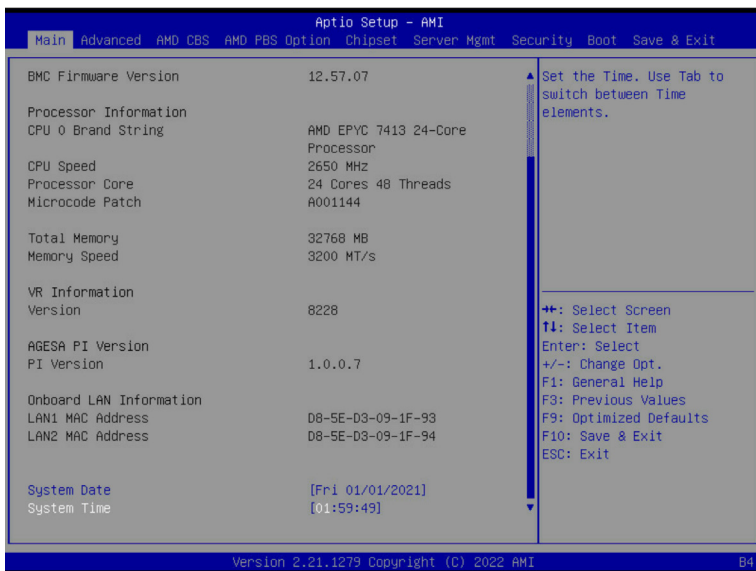 Aptio Setup - AMI
Main Advanced AMD CBS AMD PBS Option Chipset Server Mgmt Security Boot Save & Exit
BMC Firmware Version 12.57.07
Processor Information
CPU 0 Brand String AMD EPYC 7413 24-Core
Processor
CPU Speed 2650 MHz
Processor Core 24 Cores 48 Threads
Microcode Patch A001144
Total Memory 32768 MB
Memory Speed 3200 MT/s
VR Information
Version 8228
AGESA PI Version
PI Version 1.0.0.7
Onboard LAN Information
LAN1 MAC Address D8-5E-D3-09-1F-93
LAN2 MAC Address D8-5E-D3-09-1F-94
System Date [Fri 01/01/2021]
System Time [01:59:49]
Set the Time. Use Tab to
switch between Time
elements.
→←: Select Screen
↑↓: Select Item
Enter: Select
+/-: Change Opt.
F1: General Help
F3: Previous Values
F9: Optimized Defaults
F10: Save & Exit
ESC: Exit
Version 2.21.1279 Copyright (C) 2022 AMI
B4